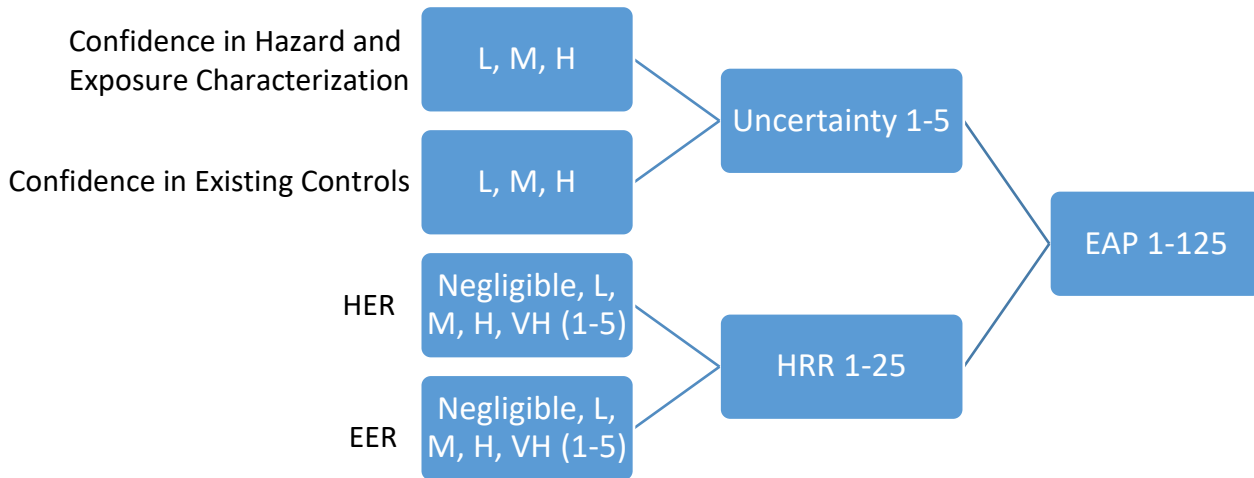 Confidence in Hazard and
Exposure Characterization
L, M, H
Uncertainty 1-5
Confidence in Existing Controls
L, M, H
EAP 1-125
HER
Negligible, L,
M, H, VH (1-5)
HRR 1-25
EER
Negligible, L,
M, H, VH (1-5)